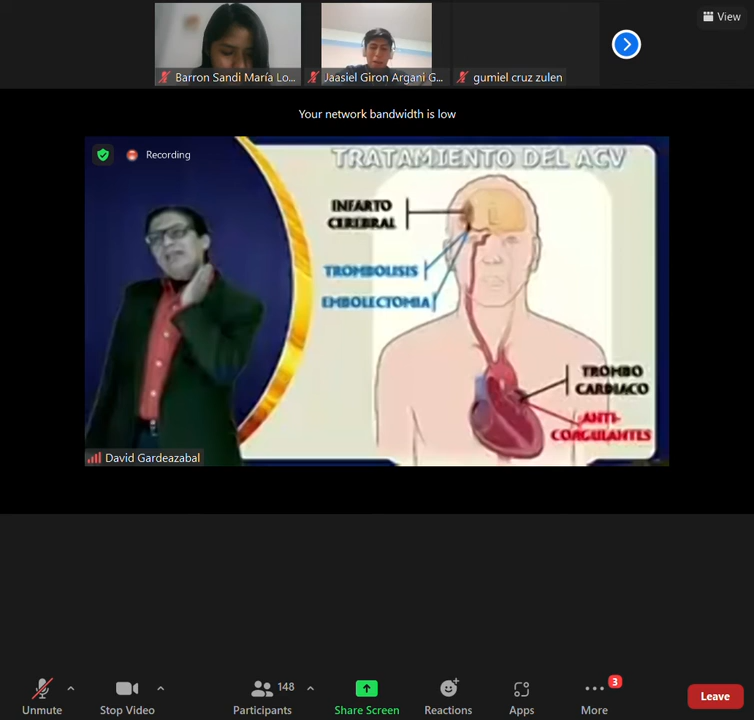 View
Barron Sandi María Lo...
Jaasiel Giron Argani G...
gumiel cruz zulen
Your network bandwidth is low
Recording
TRATAMIENTO DEL ACV
INFARTO
CEREBRAL
TROMBOLISIS
EMBOLECTOMIA
TROMBO
CARDIACO
ANTI-
COAGULANTES
David Gardeazabal
148
3
Unmute
Stop Video
Participants
Share Screen
Reactions
Apps
More
Leave